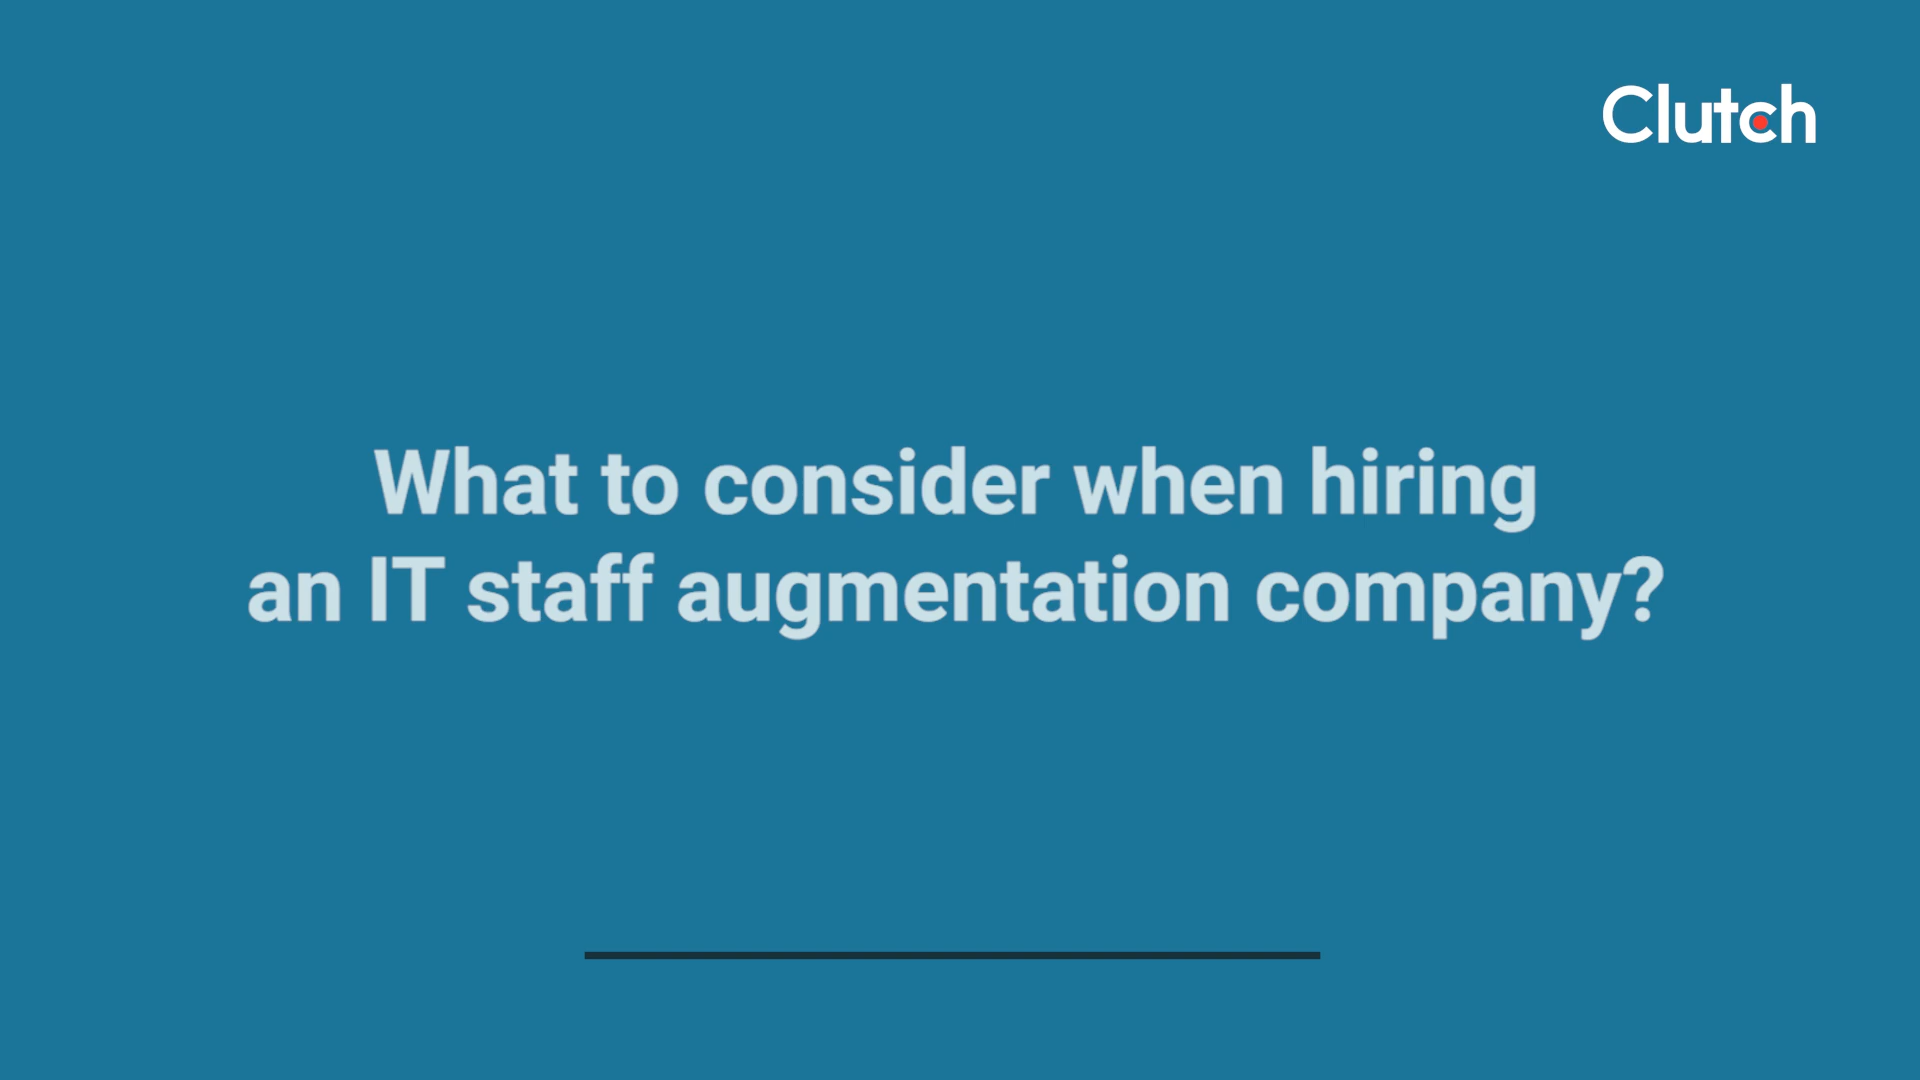 Clutch
What to consider when hiring
an IT staff augmentation company?